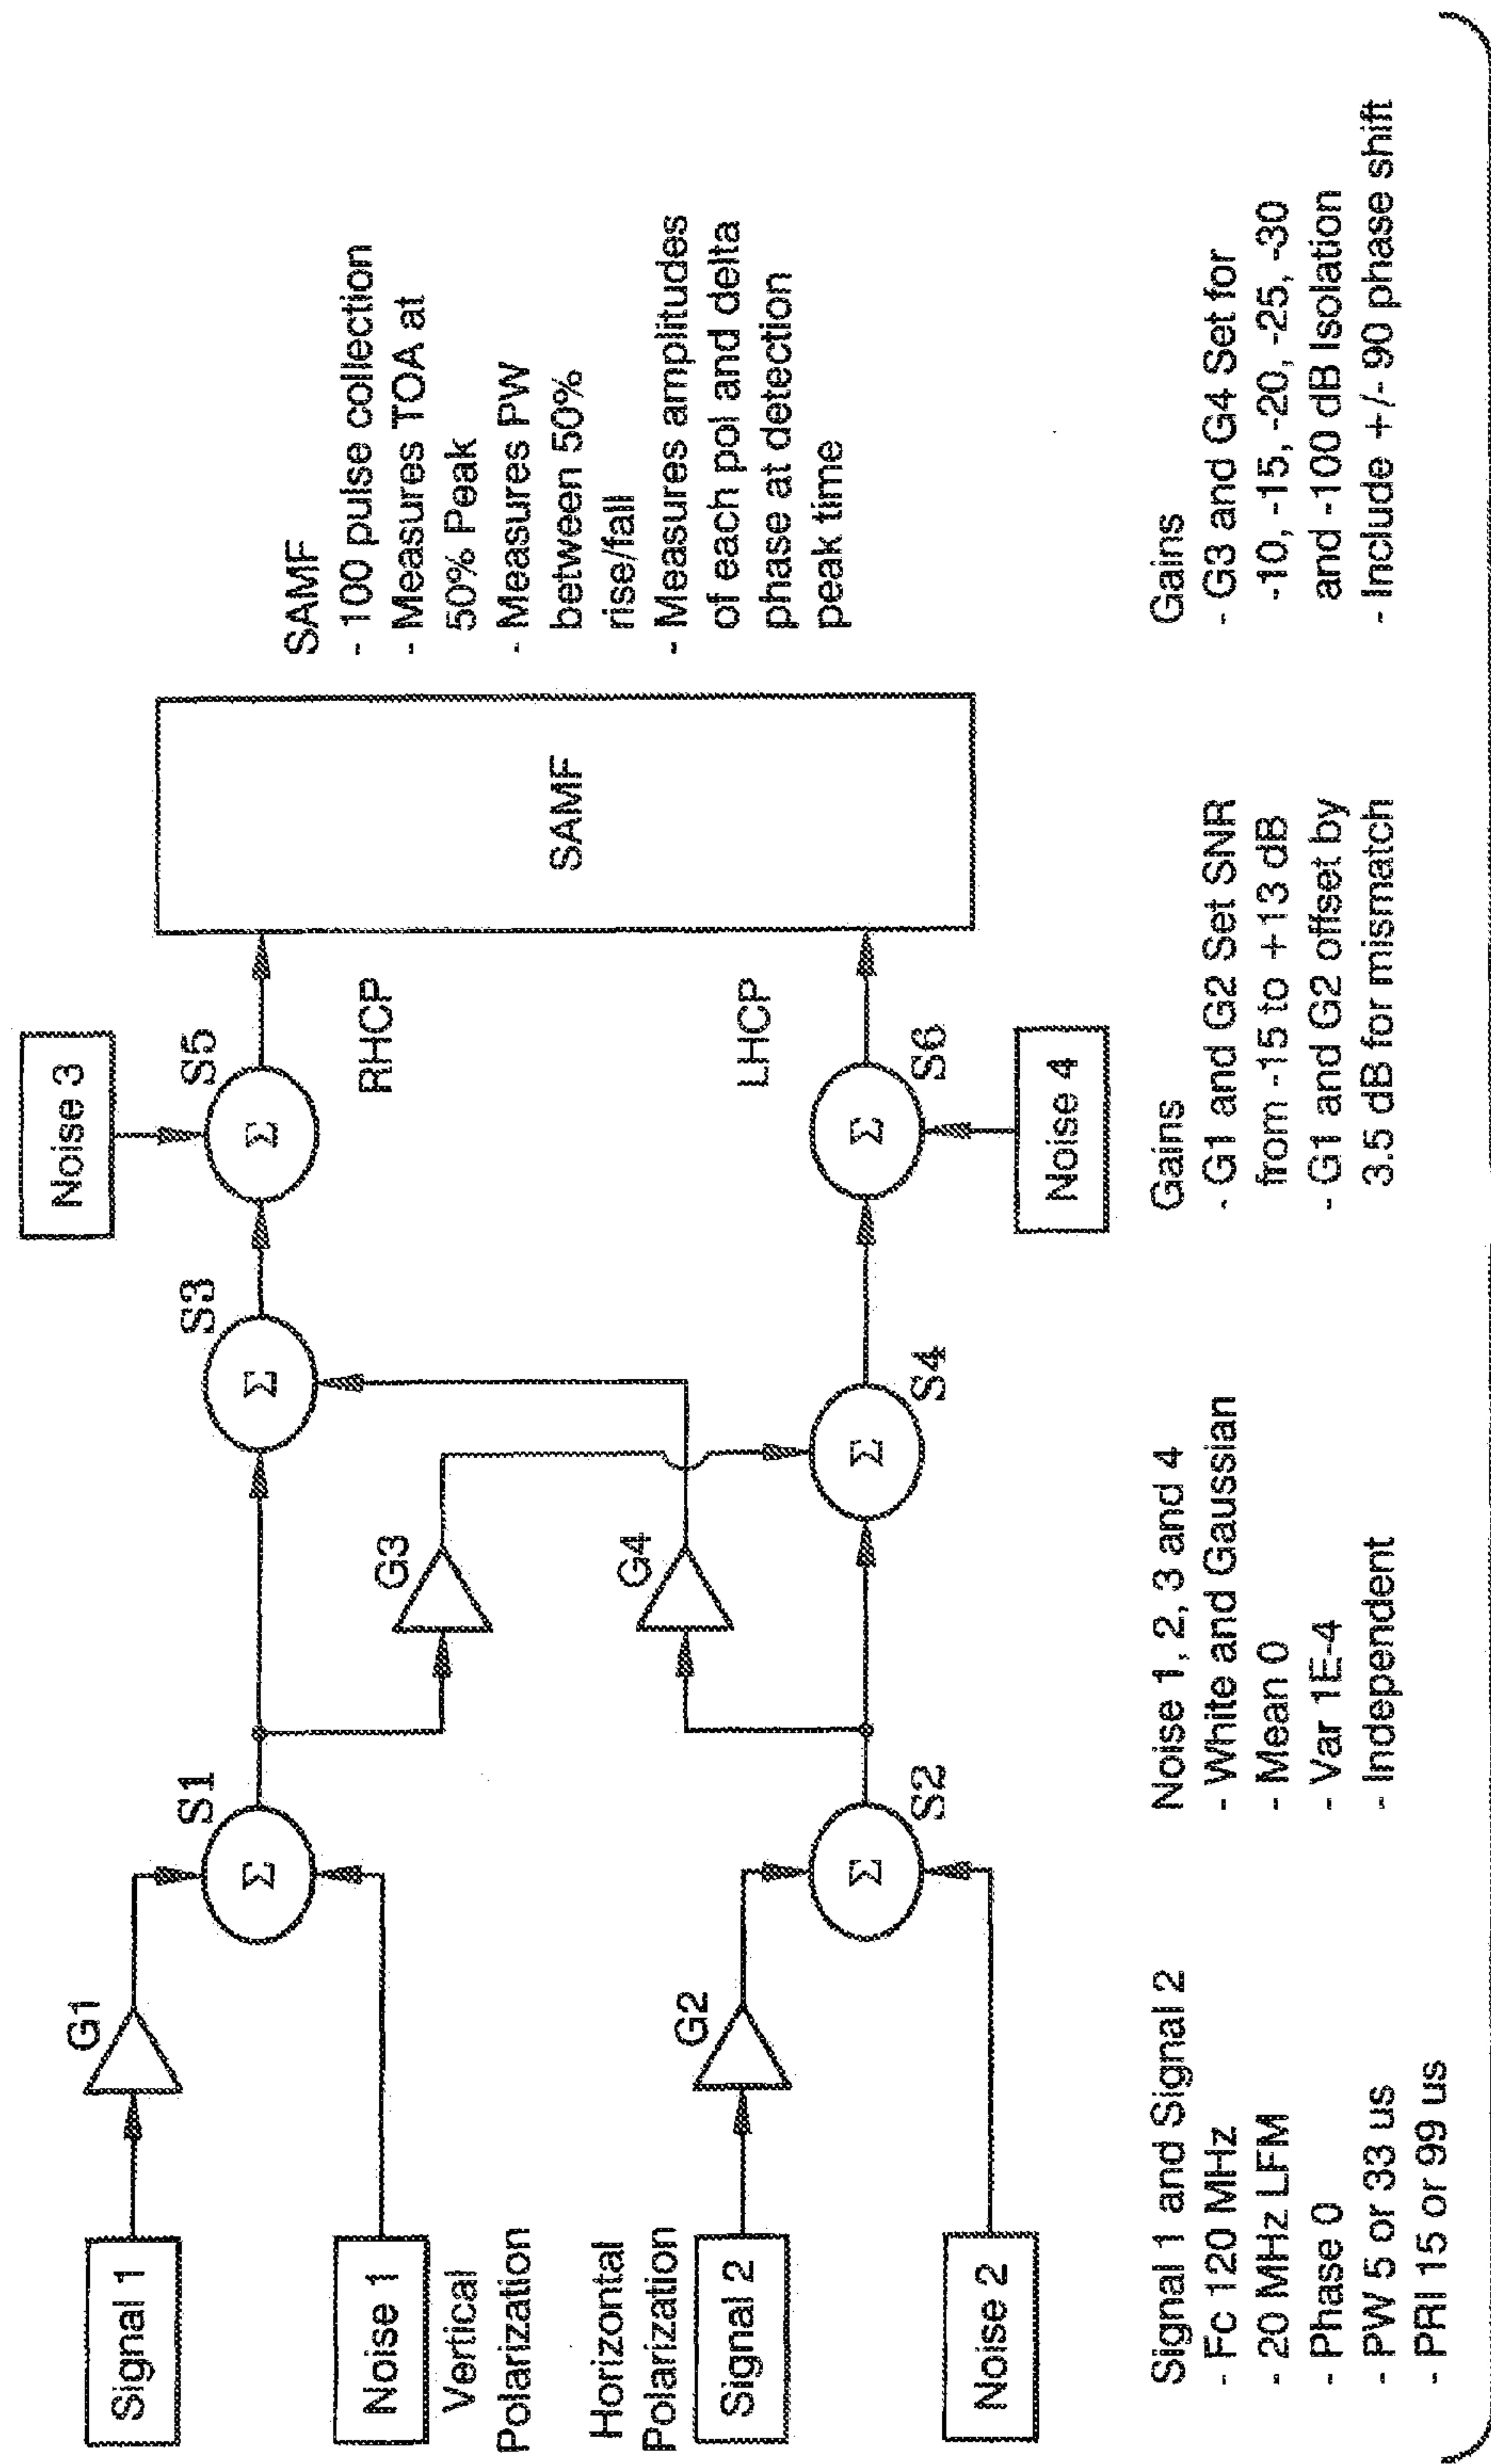 Signal 1
G1
S1
Σ
Noise 1
Vertical
Polarization
Horizontal
Polarization
Signal 2
G2
S2
Σ
Noise 2
G3
G4
S3
Σ
S4
Σ
Noise 3
S5
Σ
RHCP
LHCP
S6
Σ
Noise 4
SAMF
SAMF
- 100 pulse collection
- Measures TOA at
50% Peak
- Measures PW
between 50%
rise/fall
- Measures amplitudes
of each pol and delta
phase at detection
peak time
Signal 1 and Signal 2
- Fc 120 MHz
- 20 MHz LFM
- Phase 0
- PW 5 or 33 us
- PRI 15 or 99 us
Noise 1, 2, 3 and 4
- White and Gaussian
- Mean 0
- Var 1E-4
- Independent
Gains
- G1 and G2 Set SNR
from -15 to +13 dB
- G1 and G2 offset by
3.5 dB for mismatch
Gains
- G3 and G4 Set for
-10, -15, -20, -25, -30
and -100 dB Isolation
- Include +/- 90 phase shift